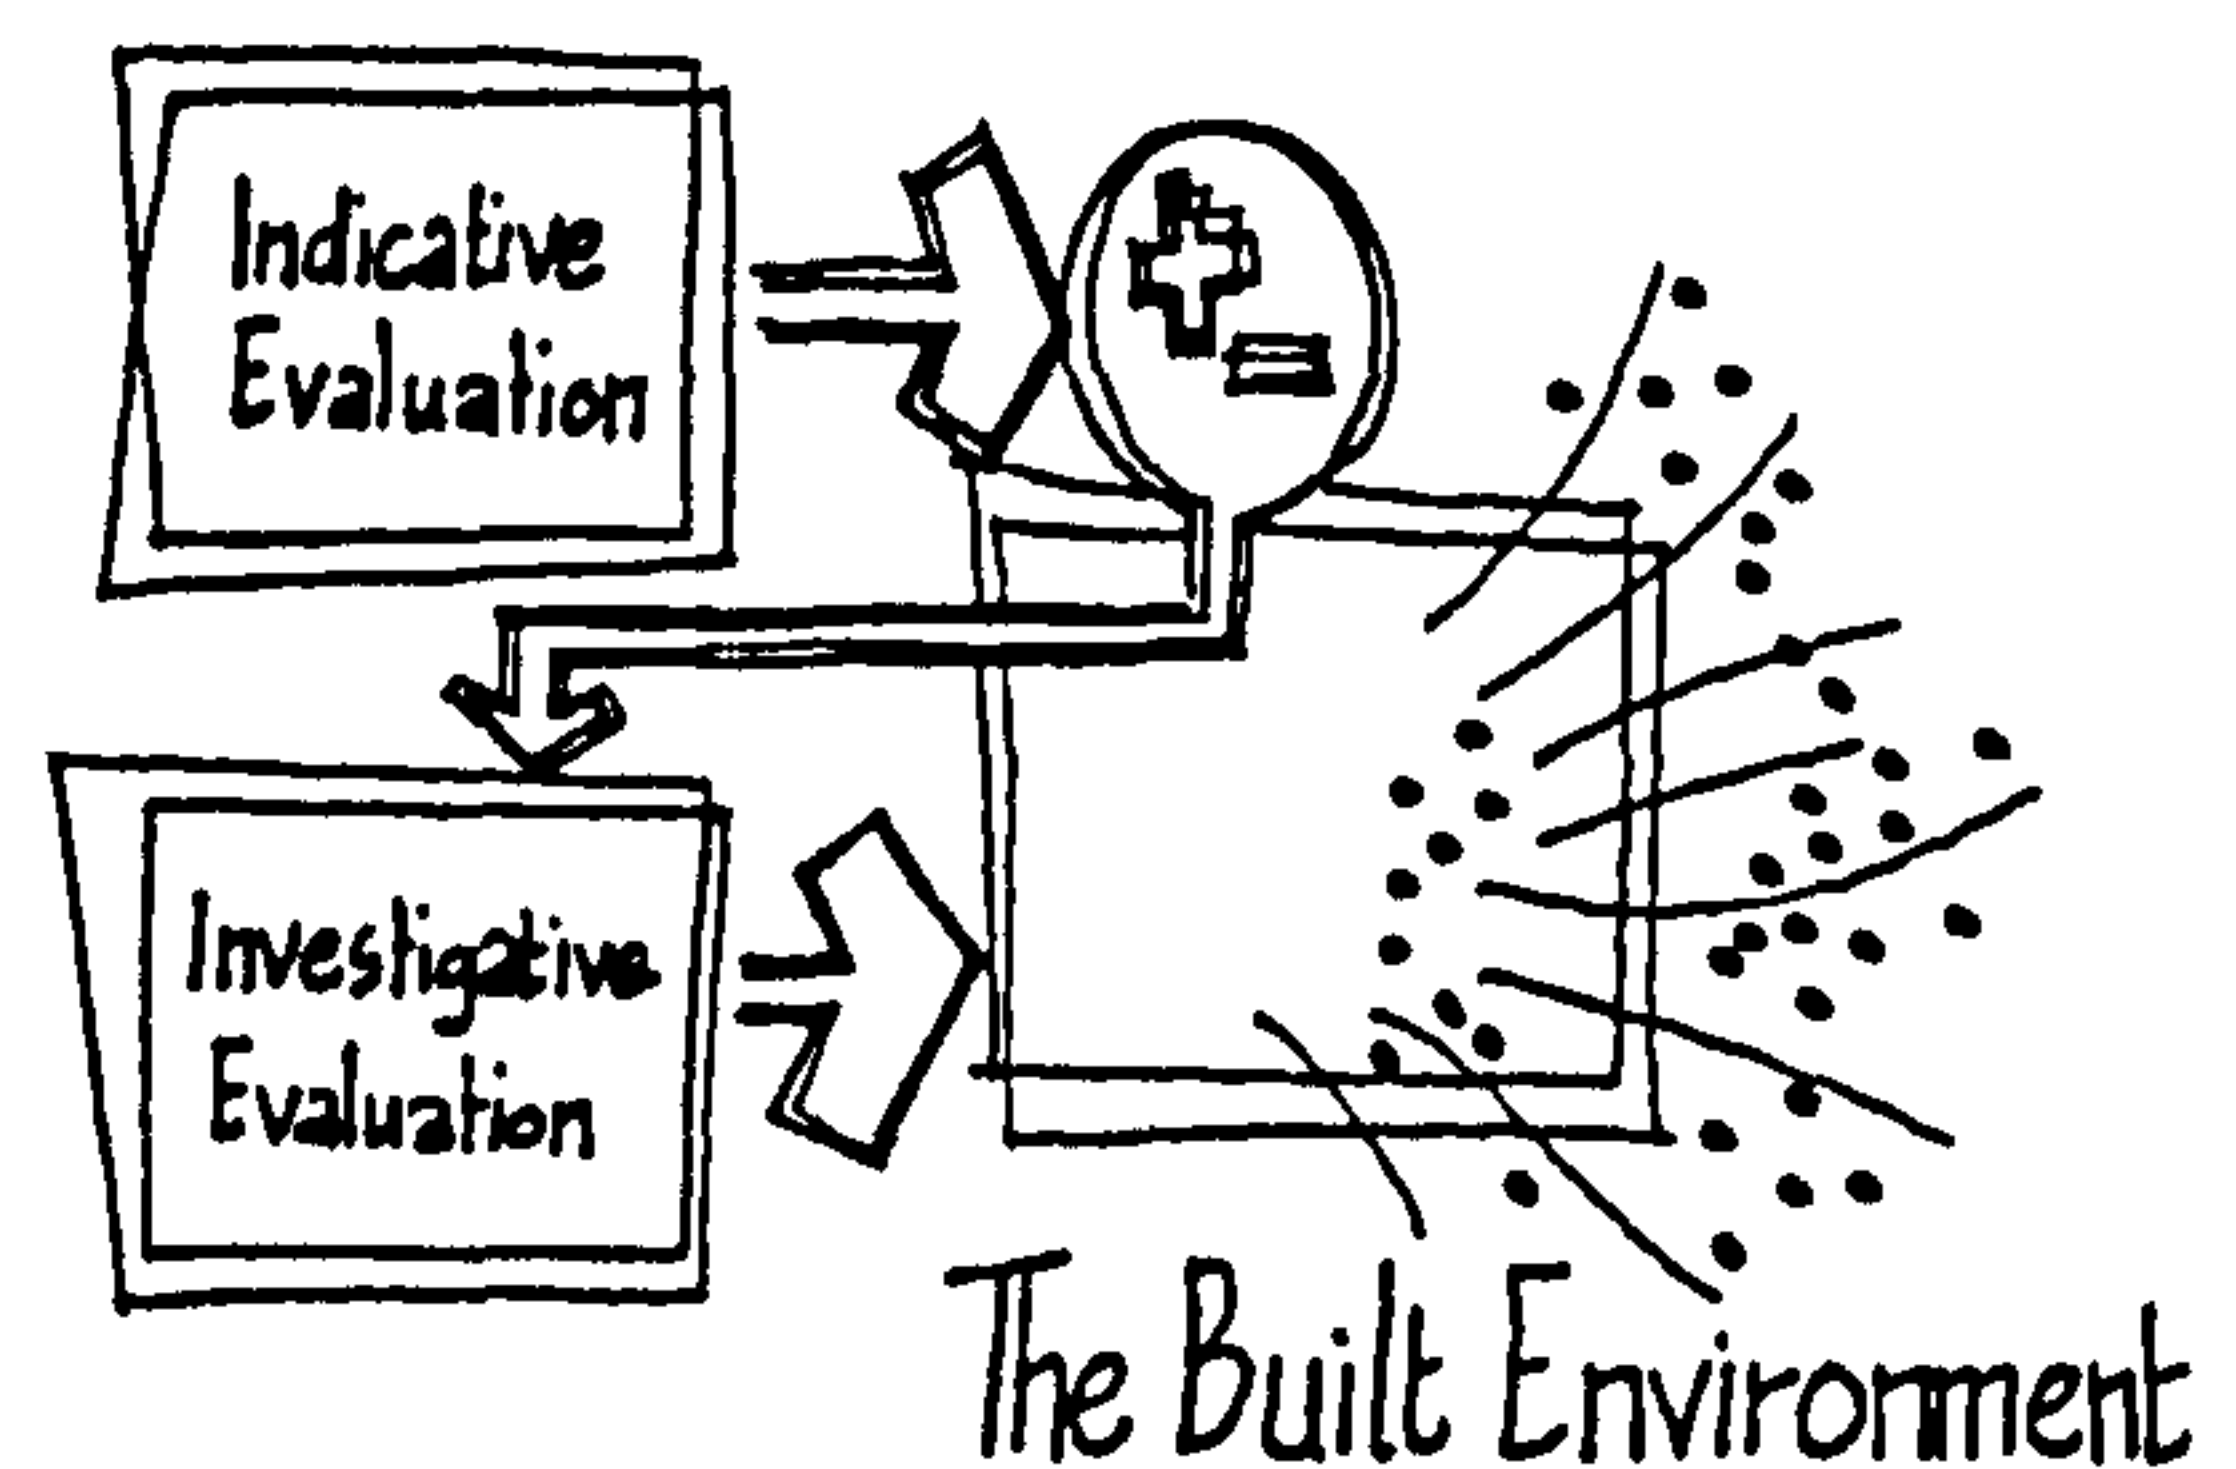 Indicative
Evaluation
+
-
Investigative
Evaluation
The Built Environment